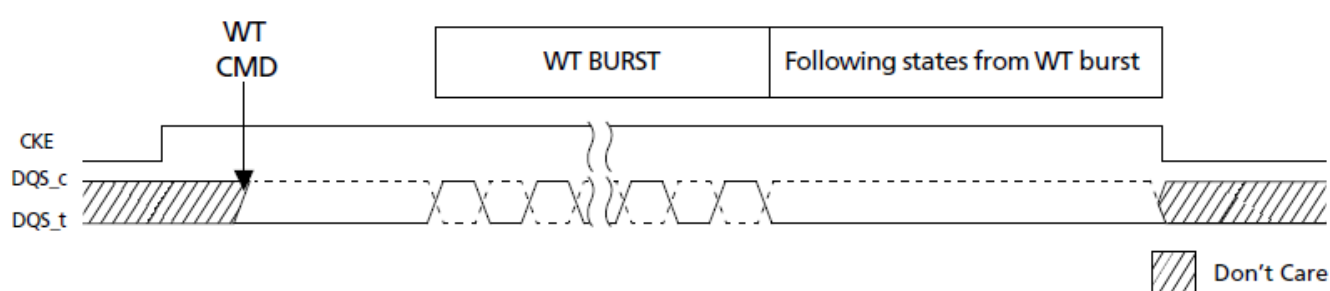 WT
CMD
WT BURST
Following states from WT burst
CKE
DQS_c
DQS_t
Don't Care